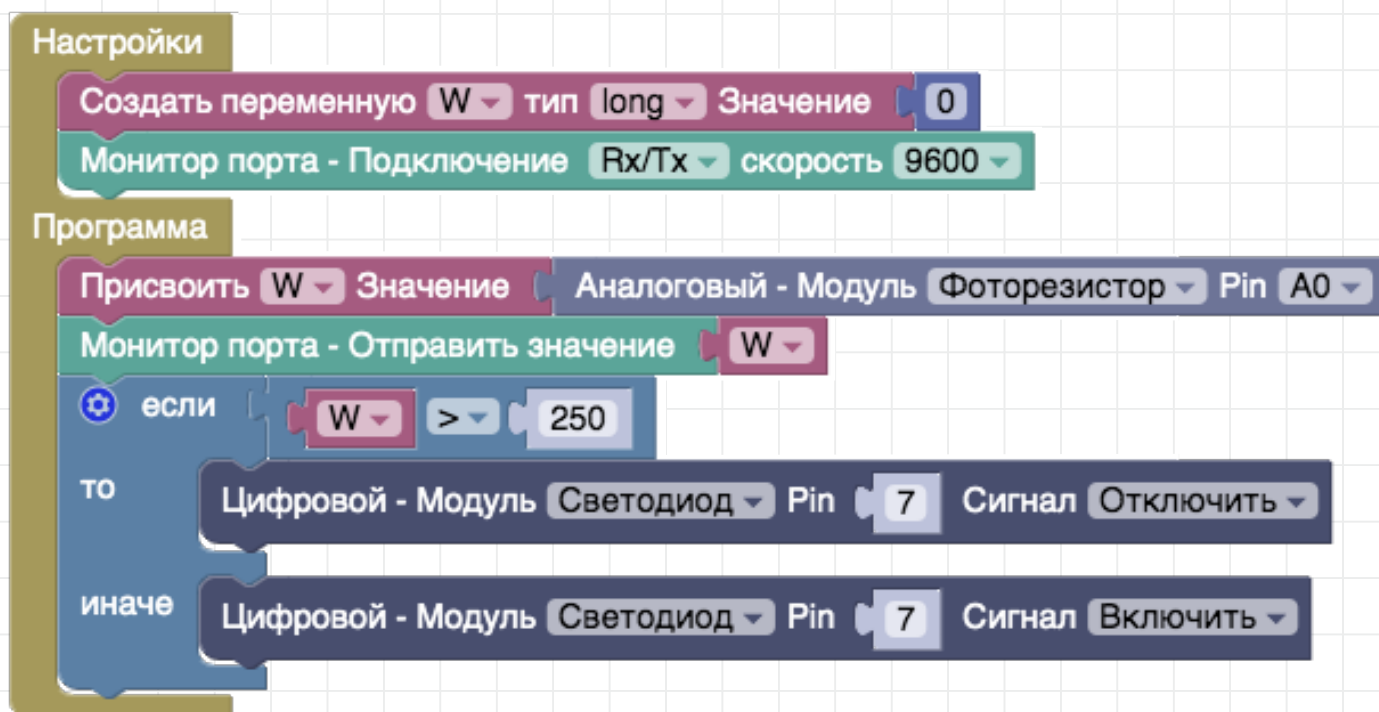 Настройки
Создать переменную W тип long Значение 0
Монитор порта - Подключение Rx/Tx скорость 9600
Программа
Присвоить W Значение Аналоговый - Модуль Фоторезистор Pin A0
Монитор порта - Отправить значение W
если W > 250
то Цифровой - Модуль Светодиод Pin 7 Сигнал Отключить
иначе Цифровой - Модуль Светодиод Pin 7 Сигнал Включить